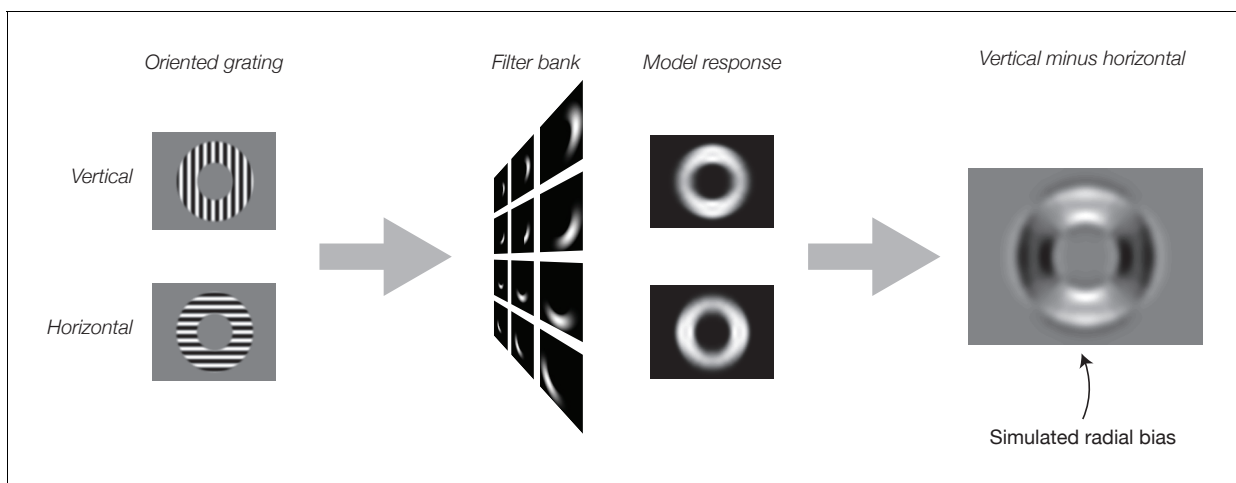 Oriented grating
Filter bank
Model response
Vertical minus horizontal
Vertical
Horizontal
Simulated radial bias